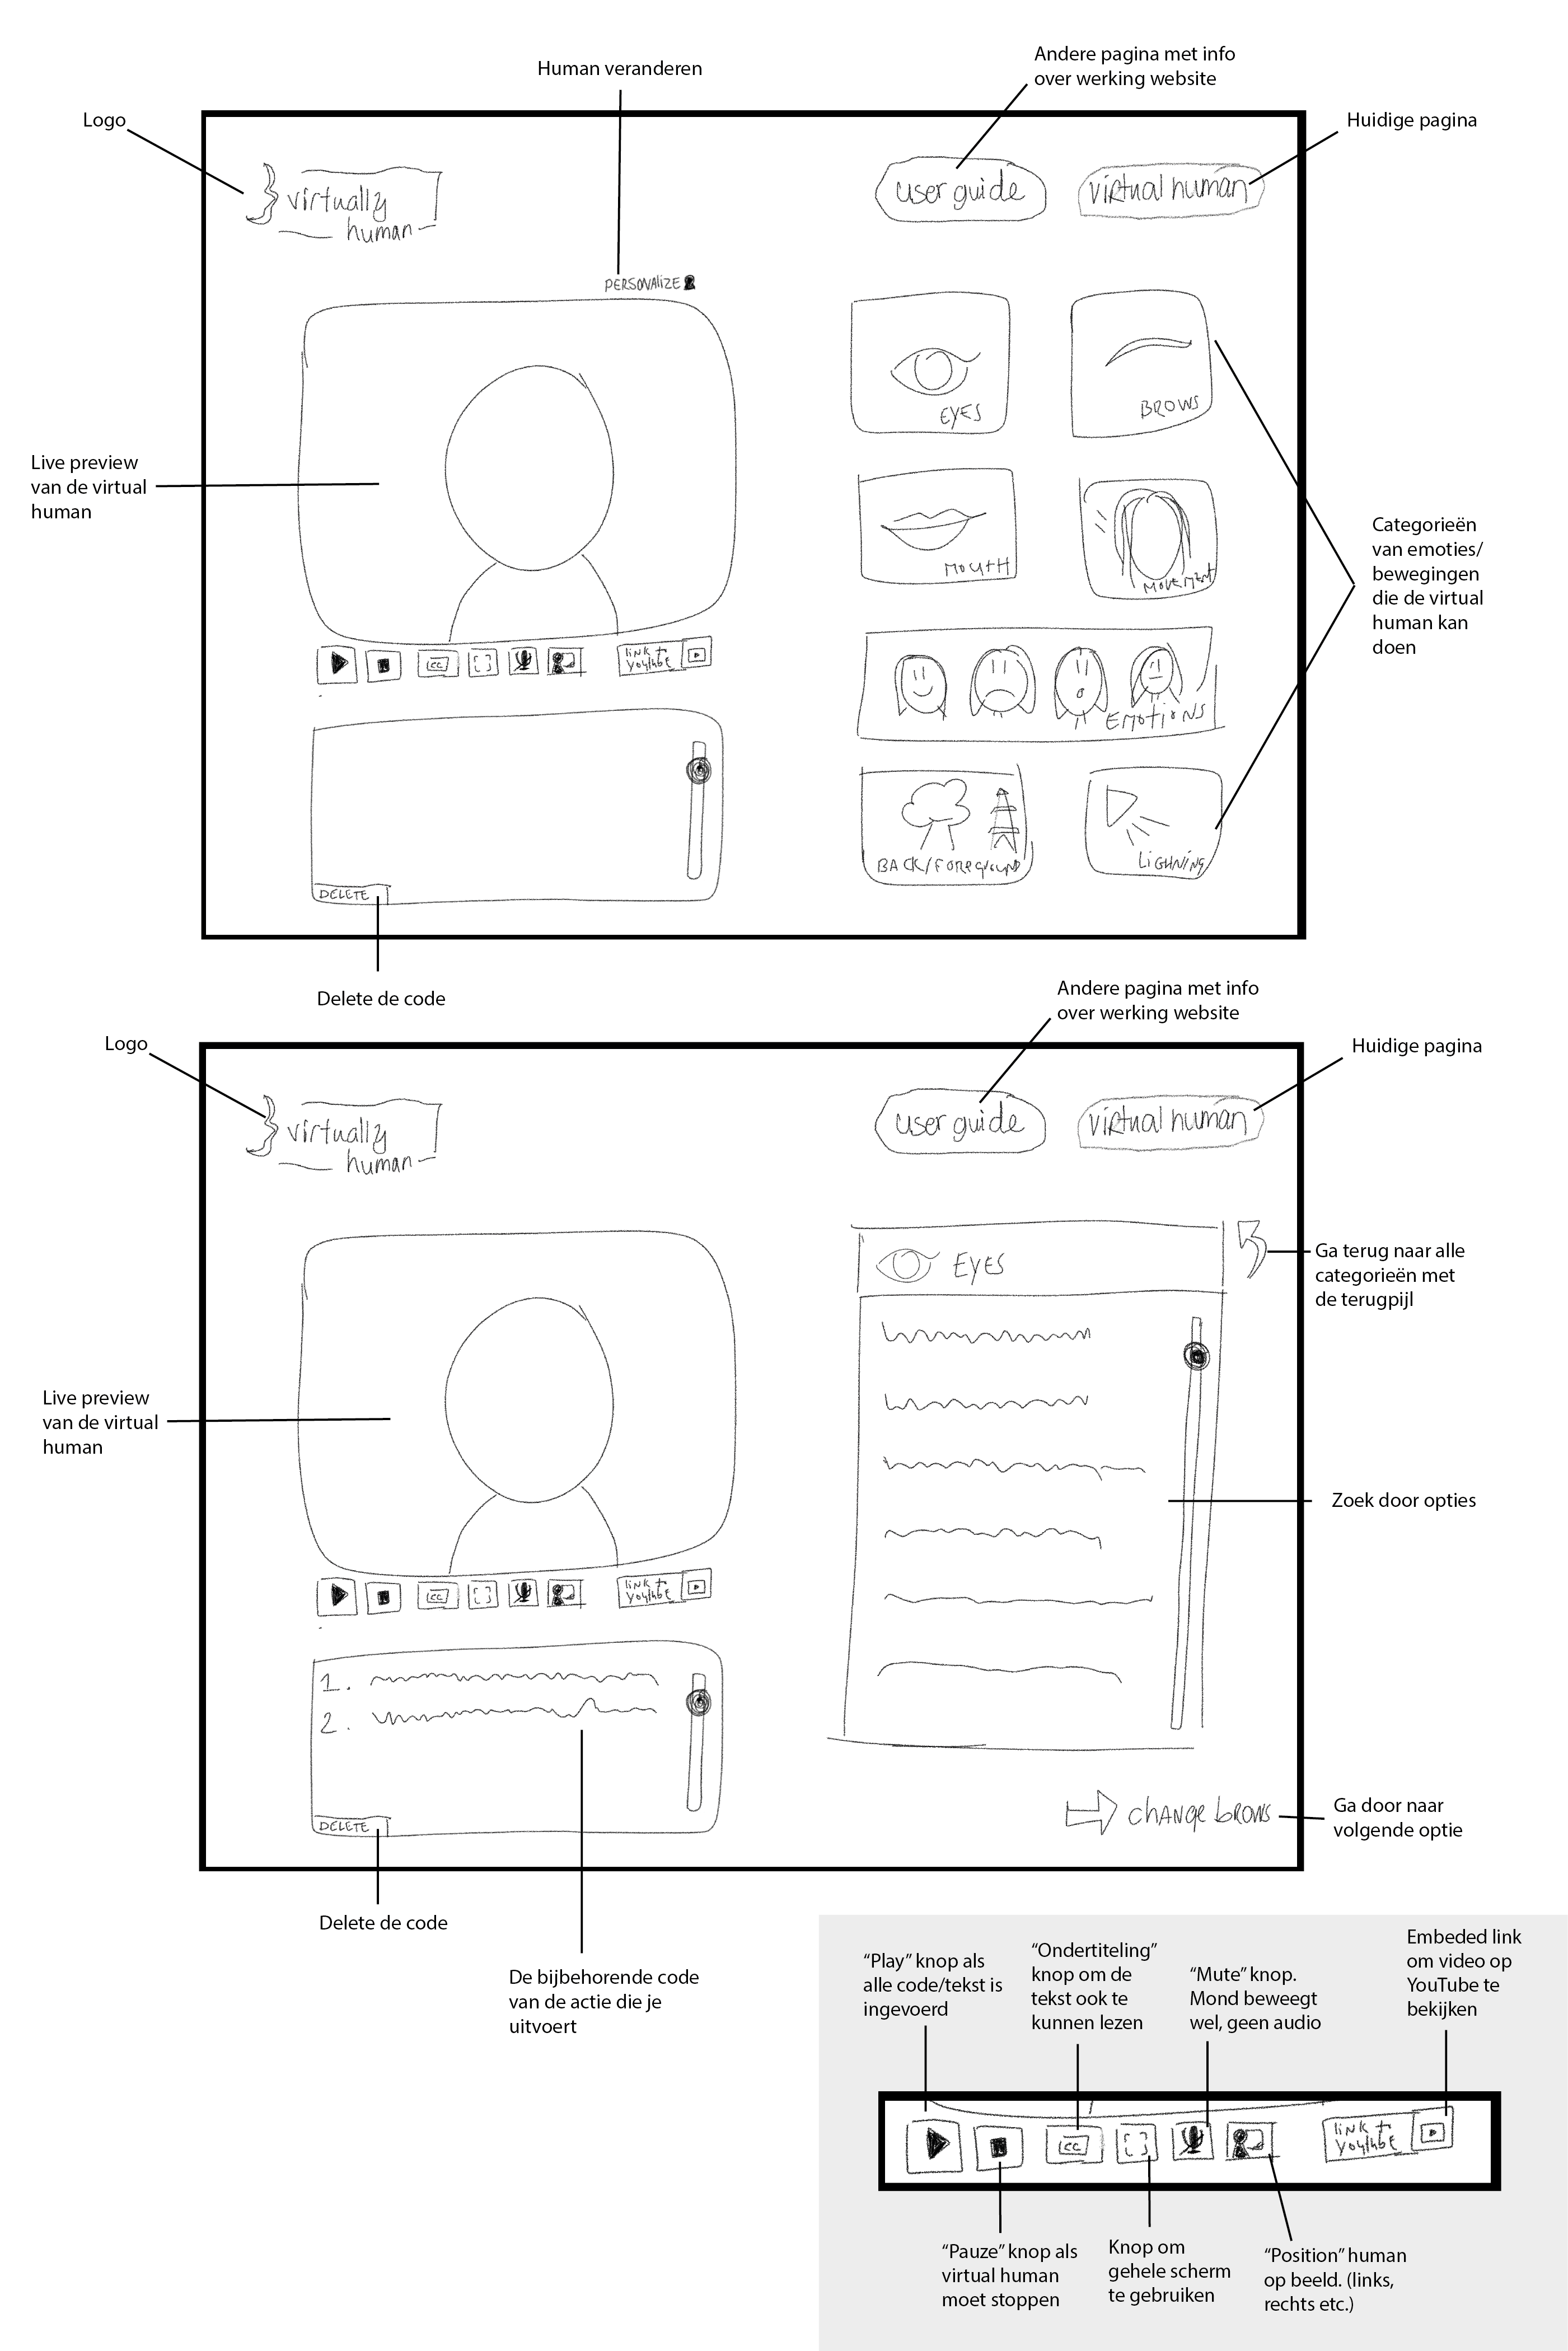 Human veranderen
Andere pagina met info
over werking website
Logo
Huidige pagina
virtually
human
user guide
virtual human
PERSONALIZE
EYES
BROWS
Live preview
van de virtual
human
MOUTH
MOVEMENT
Categorieën
van emoties/
bewegingen
die de virtual
human kan
doen
CC
link +
youtube
EMOTIONS
BACK/FOREGROUND
LIGHNING
DELETE
Delete de code
Andere pagina met info
over werking website
Logo
Huidige pagina
virtually
human
user guide
virtual human
EYES
Ga terug naar alle
categorieën met
de terugpijl
Live preview
van de virtual
human
Zoek door opties
CC
link +
youtube
1.
2.
DELETE
CHANGE brows
Ga door naar
volgende optie
Delete de code
De bijbehorende code
van de actie die je
uitvoert
“Play” knop als
alle code/tekst is
ingevoerd
“Ondertiteling”
knop om de
tekst ook te
kunnen lezen
“Mute” knop.
Mond beweegt
wel, geen audio
Embeded link
om video op
YouTube te
bekijken
CC
link +
youtube
“Pauze” knop als
virtual human
moet stoppen
Knop om
gehele scherm
te gebruiken
“Position” human
op beeld. (links,
rechts etc.)